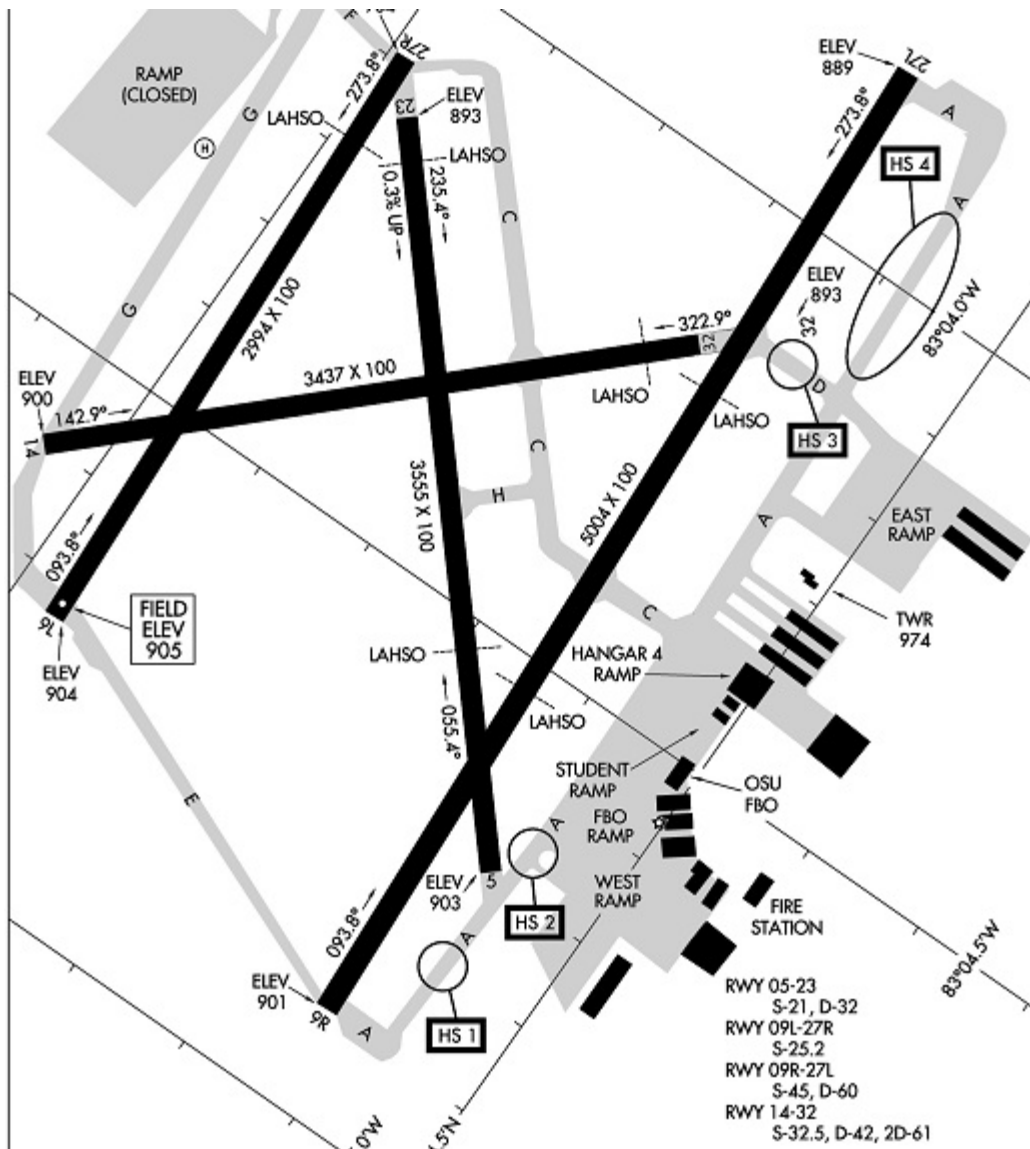 RAMP
(CLOSED)
G
F
27R
← 273.8°
LAHSO
H
23
ELEV
893
LAHSO
0.3% UP →
235.4° →
C
ELEV
889
27L
← 273.8°
A
HS 4
A
83°04.0'W
G
2994 X 100
ELEV
893
32
← 322.9°
32
LAHSO
LAHSO
HS 3
D
ELEV
900
142.9° →
14
3437 X 100
C
3555 X 100
H
5004 X 100
A
EAST
RAMP
TWR
974
093.8° →
9L
FIELD
ELEV
905
ELEV
904
LAHSO
← 055.4°
LAHSO
C
HANGAR 4
RAMP
STUDENT
RAMP
OSU
FBO
FBO
RAMP
E
A
WEST
RAMP
ELEV
903
5
HS 2
FIRE
STATION
093.8° →
A
ELEV
901
9R
A
HS 1
83°04.5'W
RWY 05-23
S-21, D-32
RWY 09L-27R
S-25.2
RWY 09R-27L
S-45, D-60
RWY 14-32
S-32.5, D-42, 2D-61
.0'W
.5'N